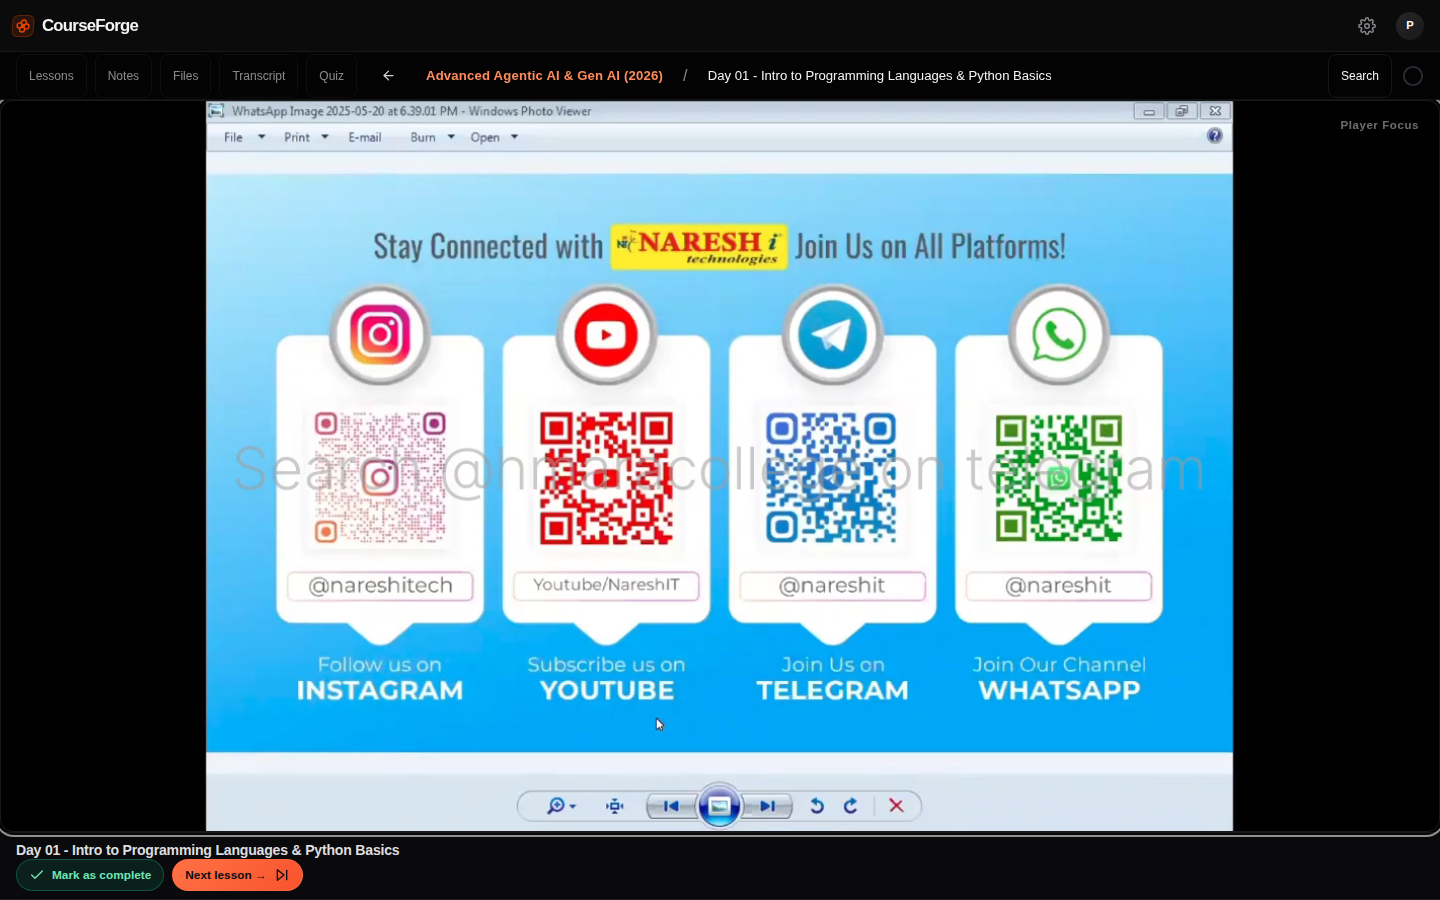 CourseForge
P
Lessons Notes Files Transcript Quiz Advanced Agentic AI & Gen AI (2026) / Day 01 - Intro to Programming Languages & Python Basics Search
WhatsApp Image 2025-05-20 at 6.39.01 PM - Windows Photo Viewer
Player Focus
File Print E-mail Burn Open
Stay Connected with NARESH i technologies Join Us on All Platforms!
Search @hmaracollege on telegram
@nareshitech Youtube/NareshIT @nareshit @nareshit
Follow us on Subscribe us on Join Us on Join Our Channel
INSTAGRAM YOUTUBE TELEGRAM WHATSAPP
Day 01 - Intro to Programming Languages & Python Basics
Mark as complete Next lesson →